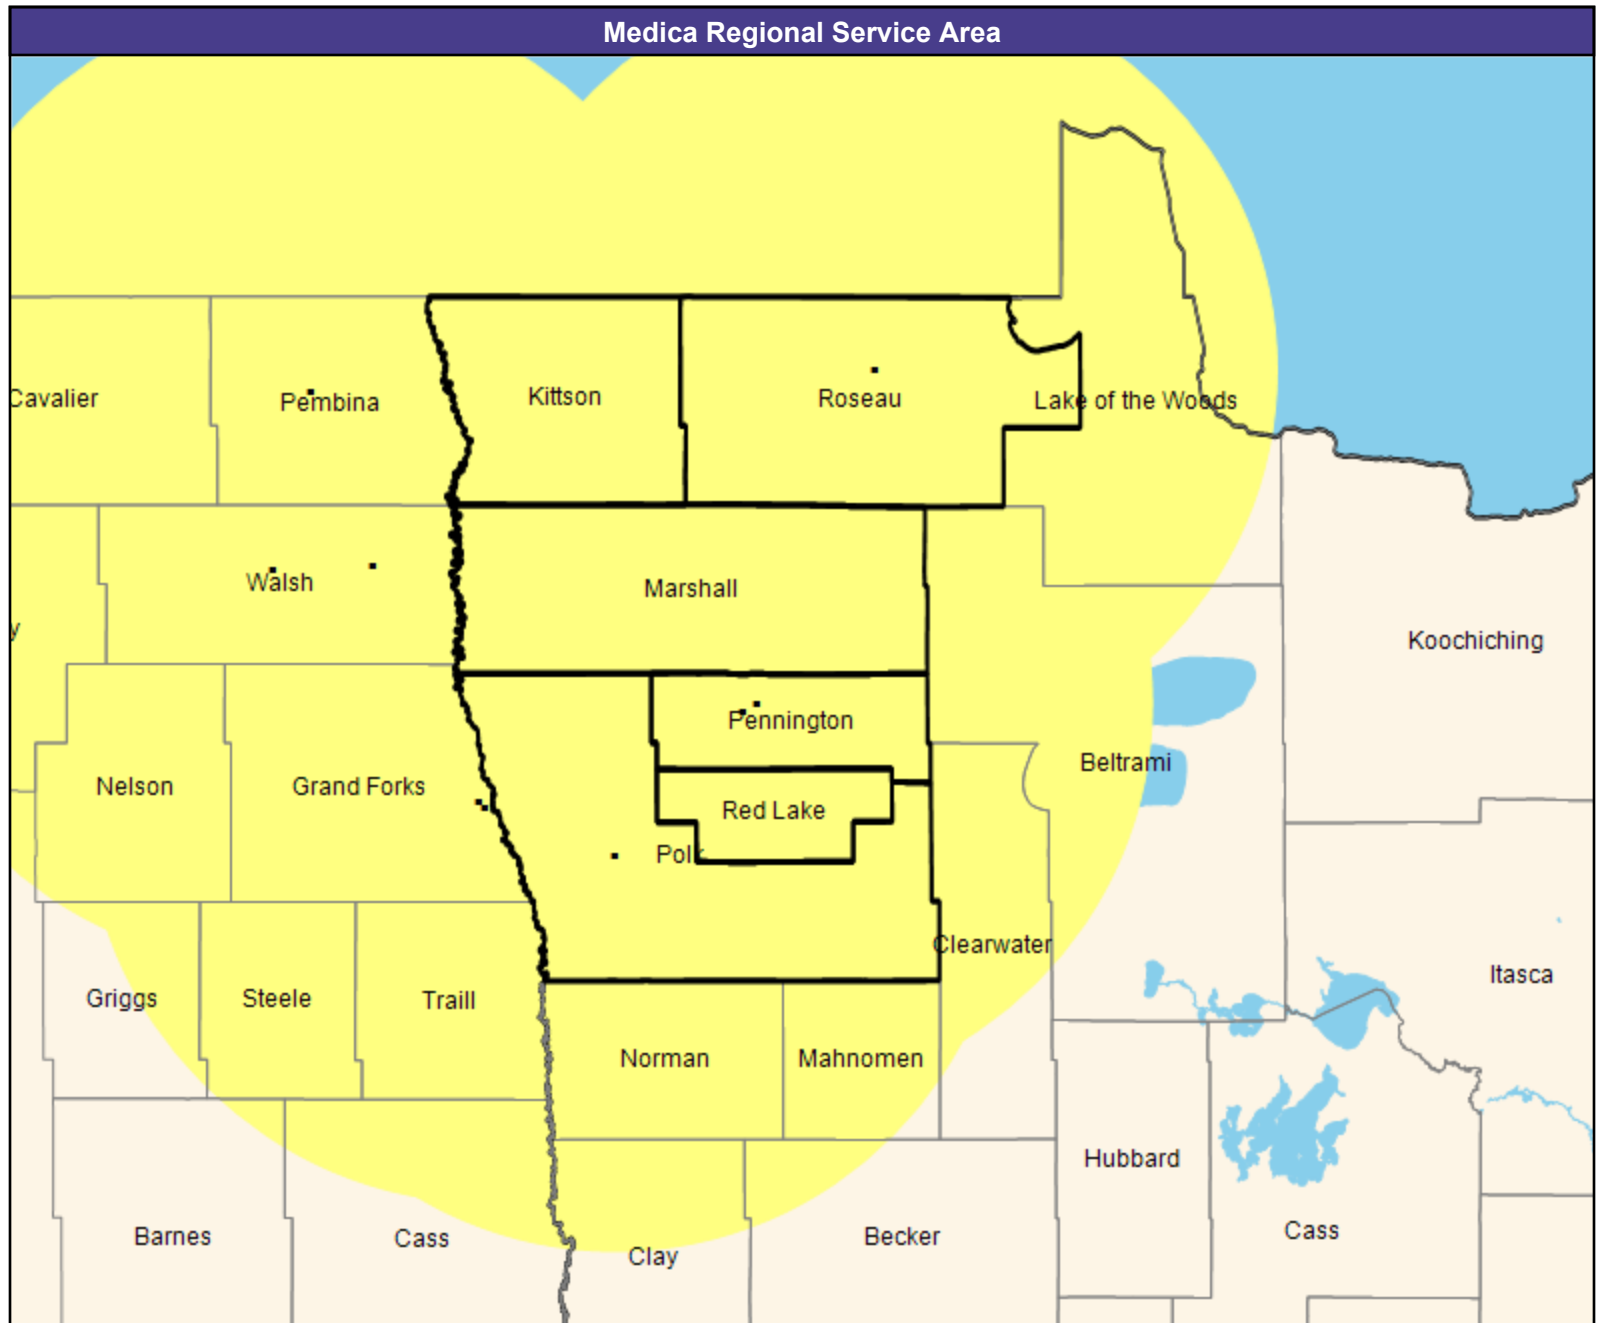 Medica Regional Service Area
Kittson
Cavalier
Pembina
Roseau
Lake of the Woods
Walsh
Marshall
y
Koochiching
Pennington
Beltrami
Nelson
Grand Forks
Red Lake
Polk
Clearwater
Itasca
Griggs
Steele
Traill
Norman
Mahnomen
Hubbard
Barnes
Cass
Clay
Becker
Cass